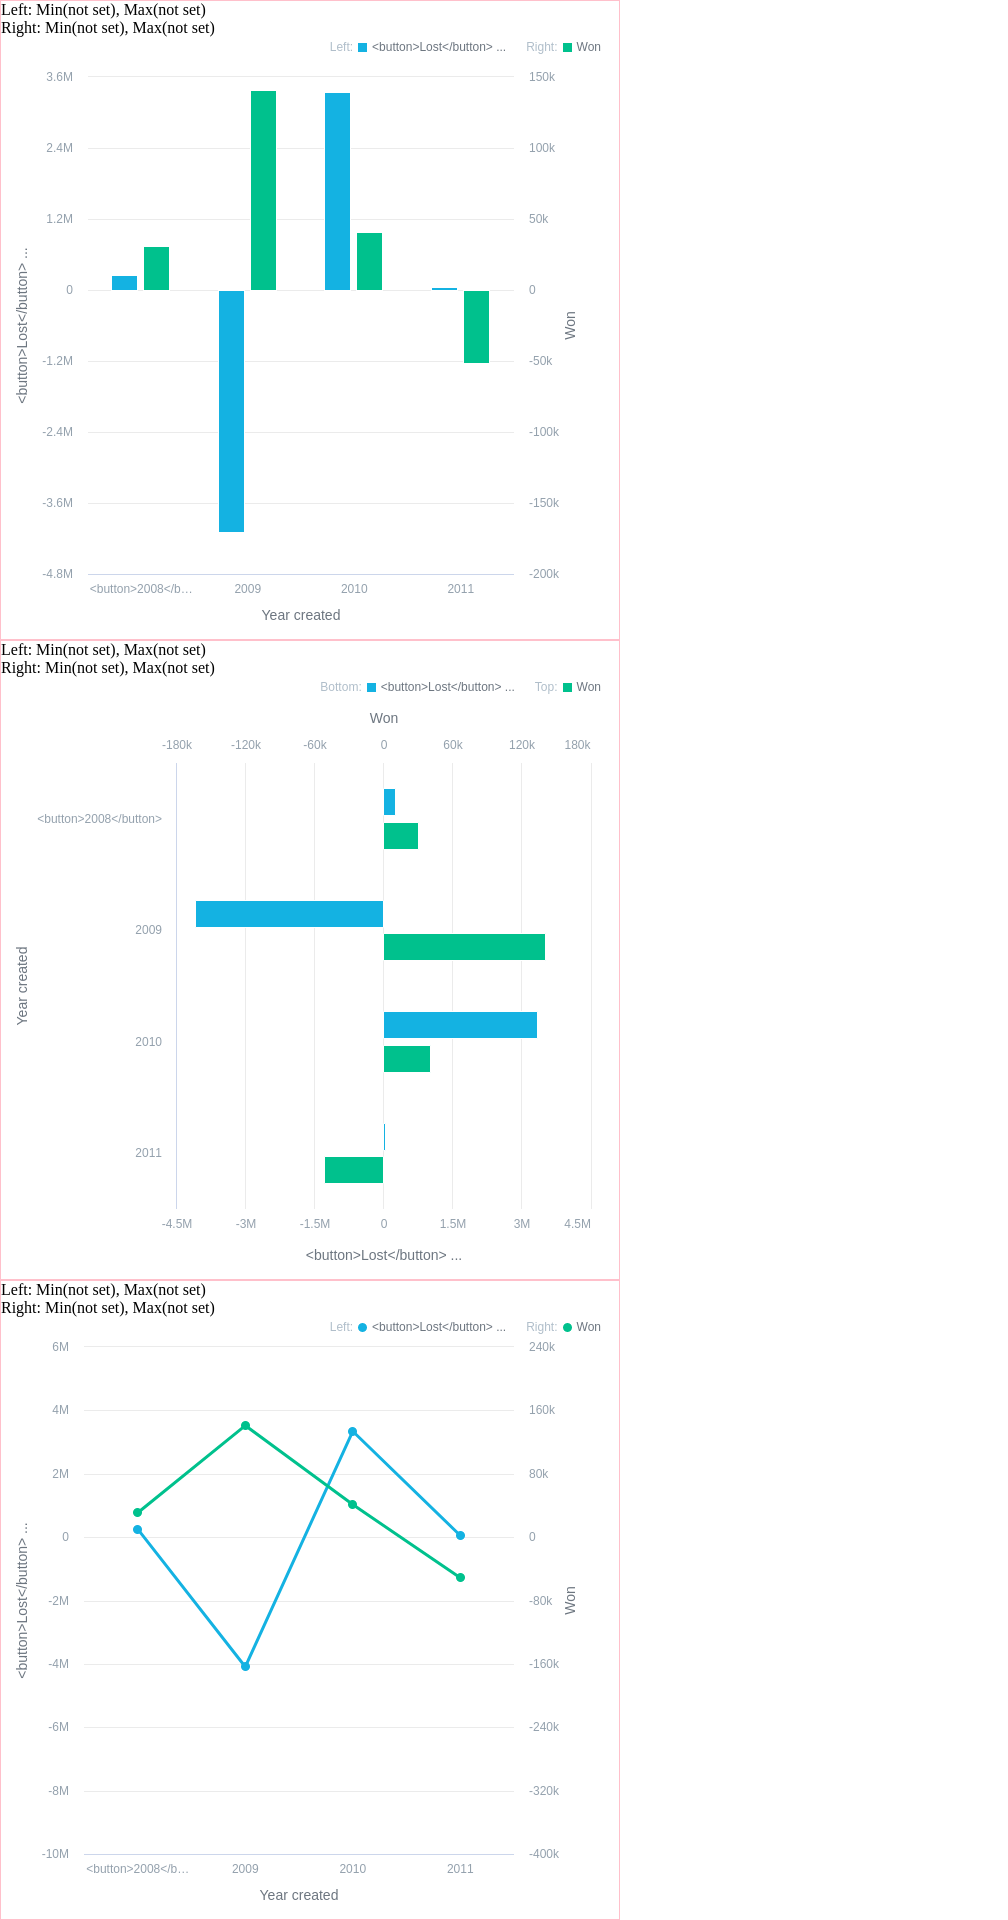 Left: Min(not set), Max(not set)
Right: Min(not set), Max(not set)
Left: <button>Lost</button> ... Right: Won
3.6M 150k
2.4M 100k
1.2M 50k
0 0
-1.2M -50k
-2.4M -100k
-3.6M -150k
-4.8M -200k
<button>Lost</button> ...
Won
<button>2008</b... 2009 2010 2011
Year created
Left: Min(not set), Max(not set)
Right: Min(not set), Max(not set)
Bottom: <button>Lost</button> ... Top: Won
Won
-180k -120k -60k 0 60k 120k 180k
<button>2008</button>
2009
2010
2011
Year created
-4.5M -3M -1.5M 0 1.5M 3M 4.5M
<button>Lost</button> ...
Left: Min(not set), Max(not set)
Right: Min(not set), Max(not set)
Left: <button>Lost</button> ... Right: Won
6M 240k
4M 160k
2M 80k
0 0
-2M -80k
-4M -160k
-6M -240k
-8M -320k
-10M -400k
<button>Lost</button> ...
Won
<button>2008</b... 2009 2010 2011
Year created